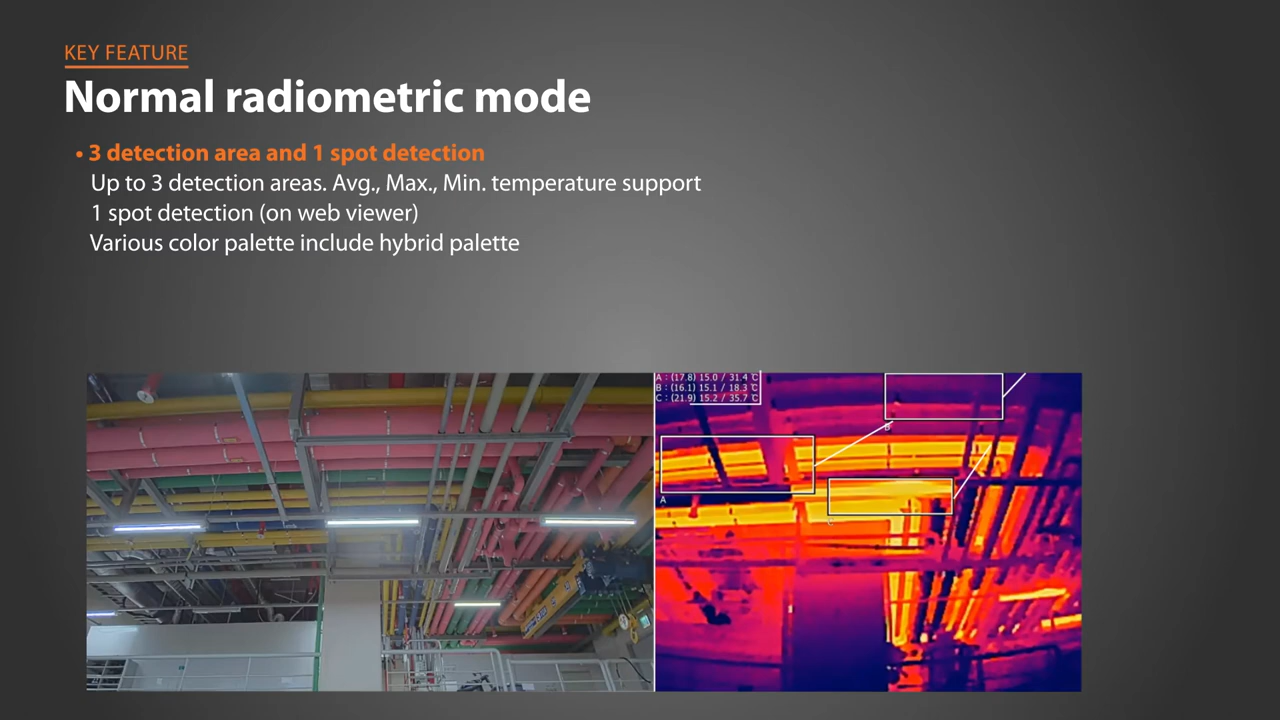 KEY FEATURE
Normal radiometric mode
• 3 detection area and 1 spot detection
Up to 3 detection areas. Avg., Max., Min. temperature support
1 spot detection (on web viewer)
Various color palette include hybrid palette
A : (17.8) 15.0 / 31.4 ℃
B : (16.1) 15.1 / 18.3 ℃
C : (21.9) 15.2 / 35.7 ℃
B
A
C